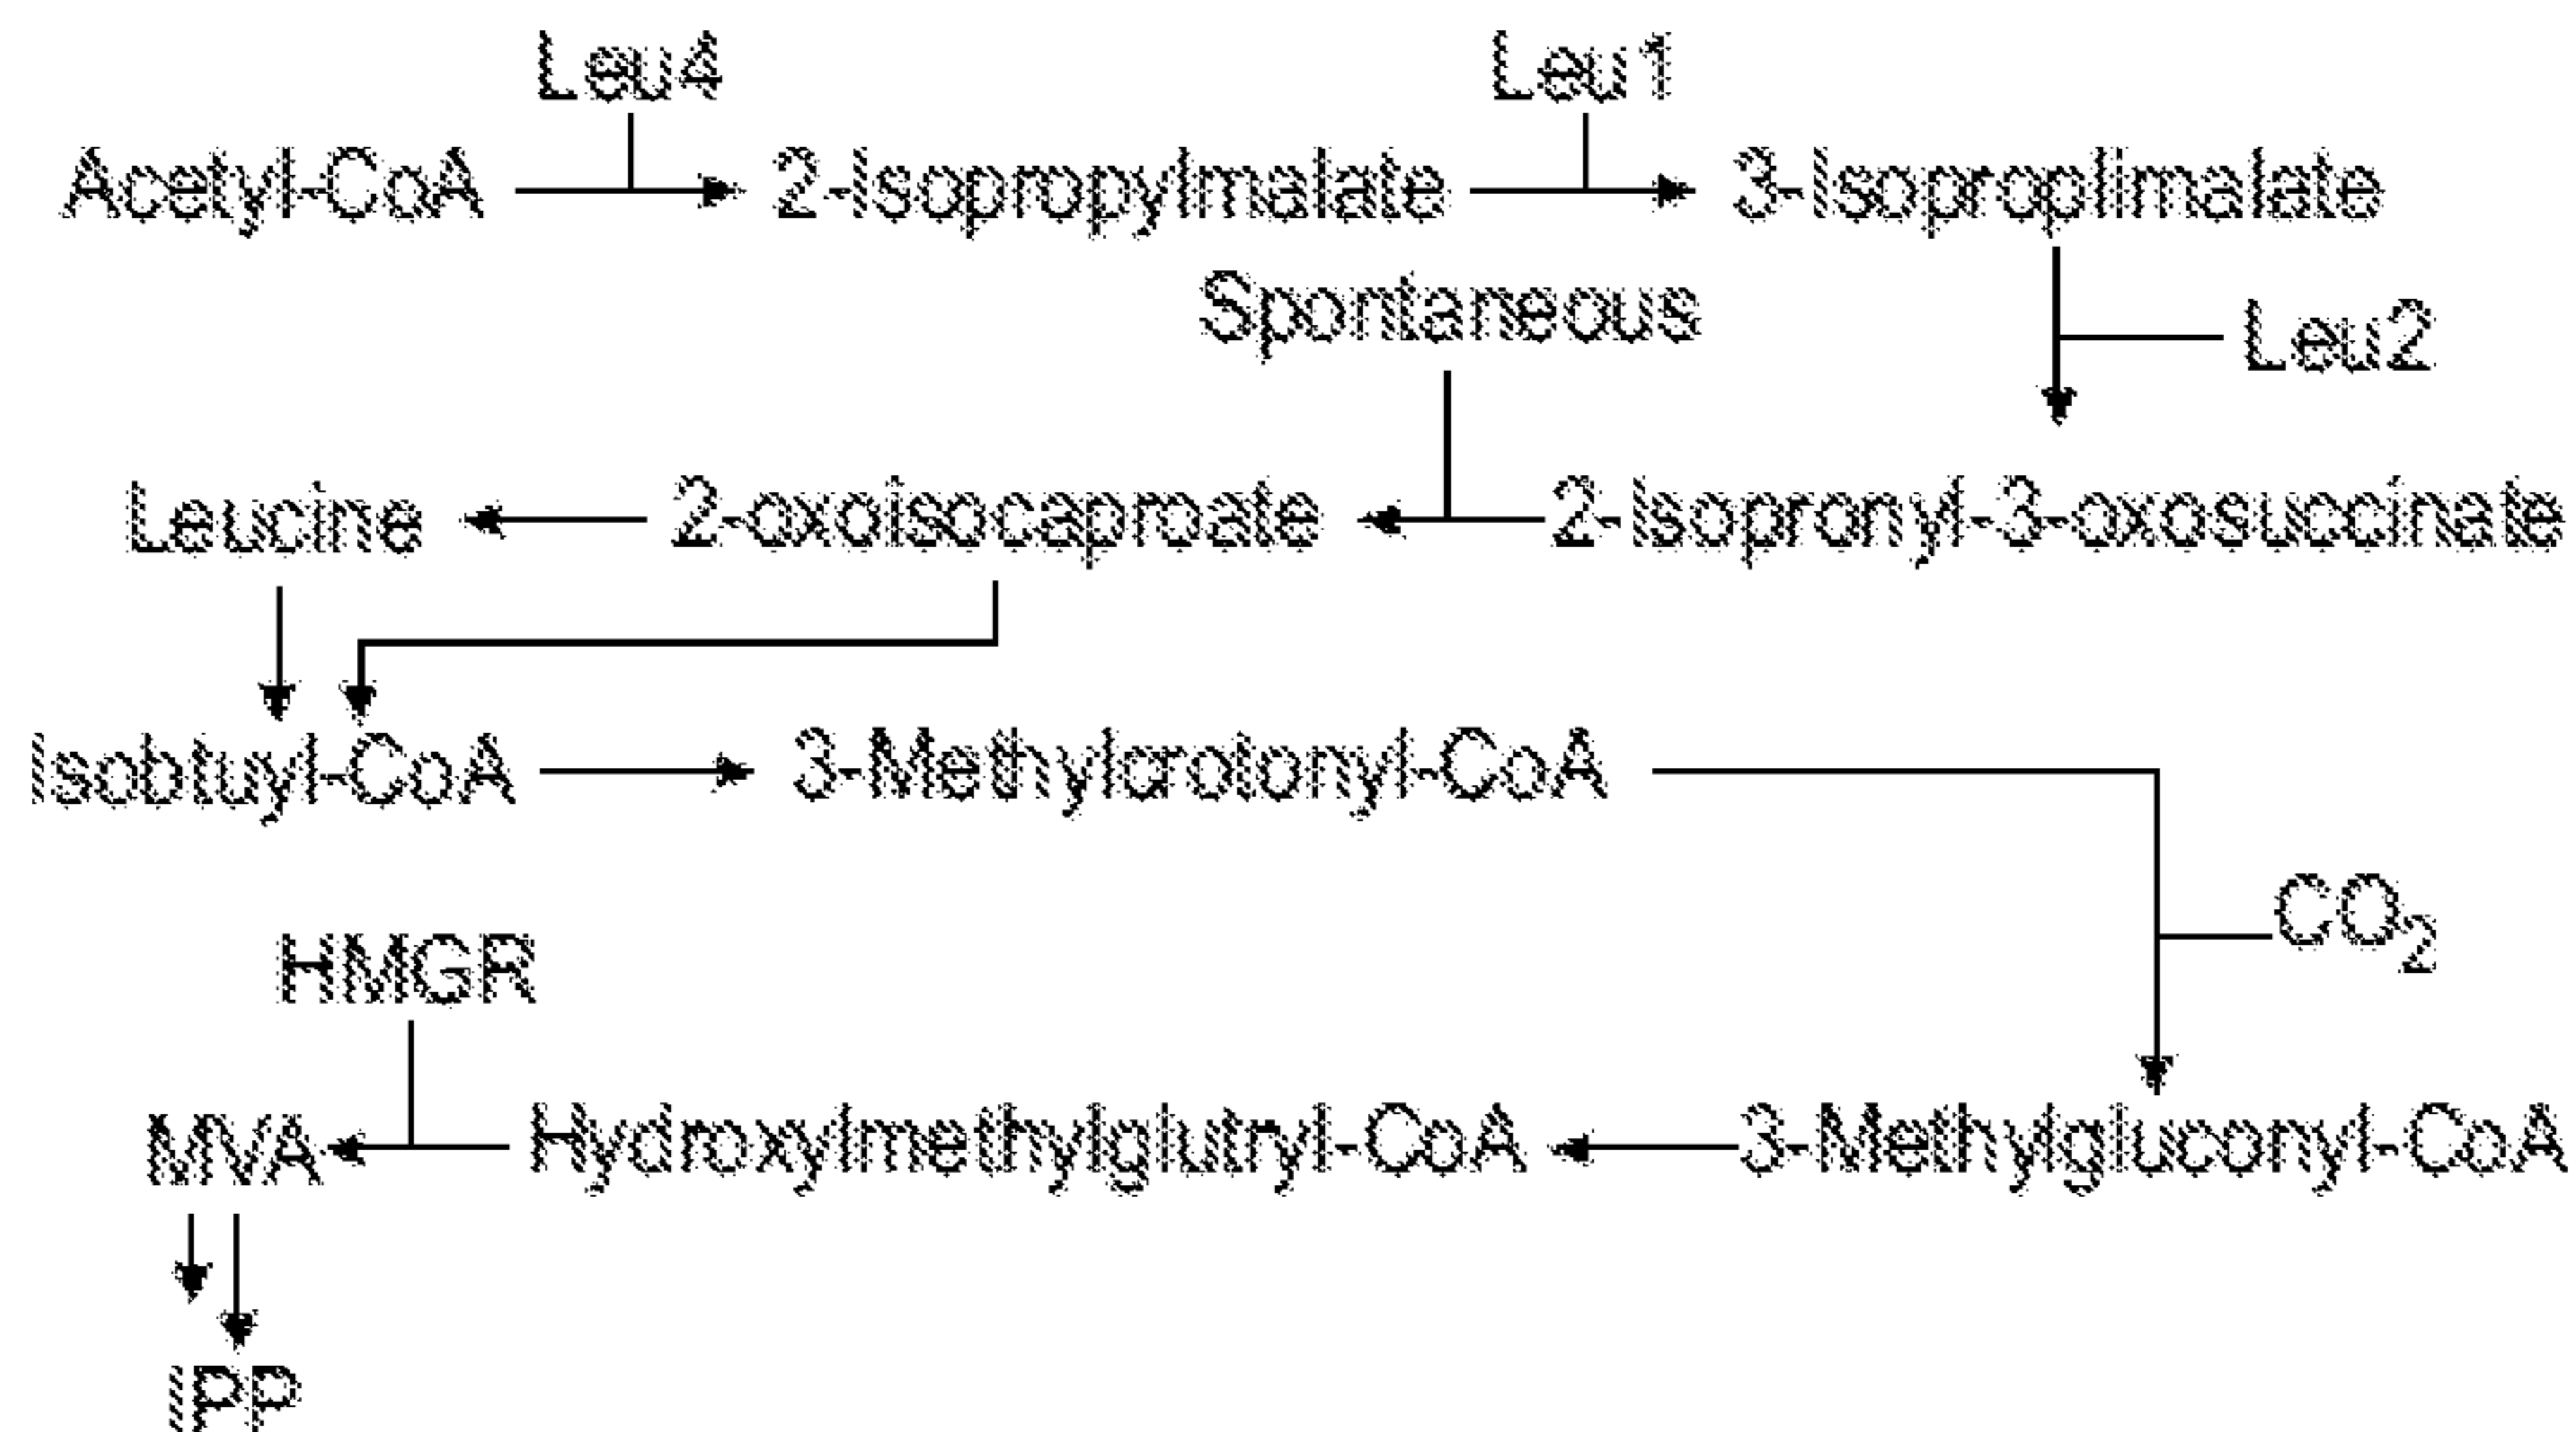 Leu4 Leu1
Acetyl-CoA 2-Isopropylmalate 3-Isoproplimalate
Spontaneous
Leu2
Leucine 2-oxoisocaproate 2-Isopronyl-3-oxosuccinate
Isobtuyl-CoA 3-Methylcrotonyl-CoA
CO2
HMGR
MVA Hydroxylmethylglutryl-CoA 3-Methylgluconyl-CoA
IPP